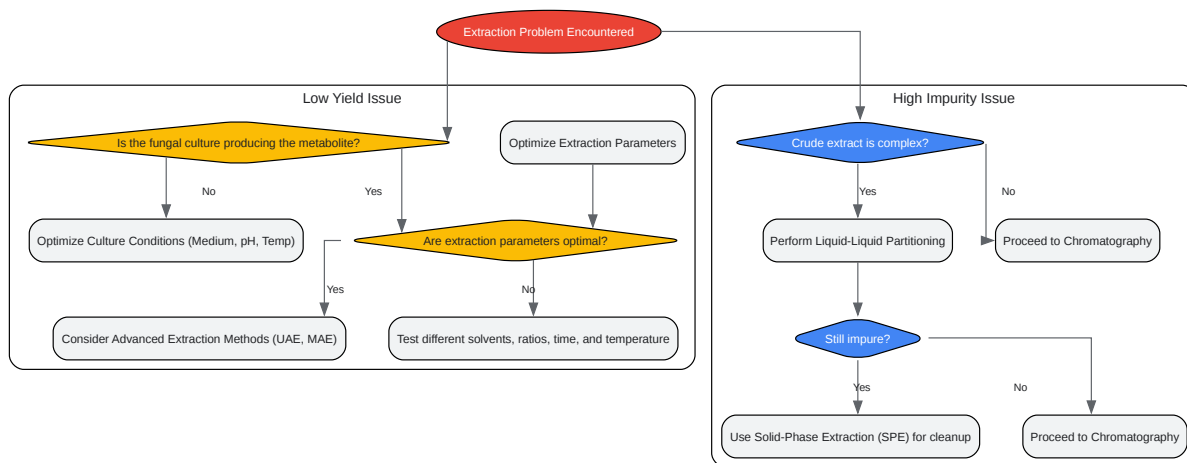 Extraction Problem Encountered
Low Yield Issue
Is the fungal culture producing the metabolite?
Optimize Extraction Parameters
No
Yes
Optimize Culture Conditions (Medium, pH, Temp)
Are extraction parameters optimal?
Yes
No
Consider Advanced Extraction Methods (UAE, MAE)
Test different solvents, ratios, time, and temperature
High Impurity Issue
Crude extract is complex?
Yes
No
Perform Liquid-Liquid Partitioning
Proceed to Chromatography
Still impure?
Yes
No
Use Solid-Phase Extraction (SPE) for cleanup
Proceed to Chromatography